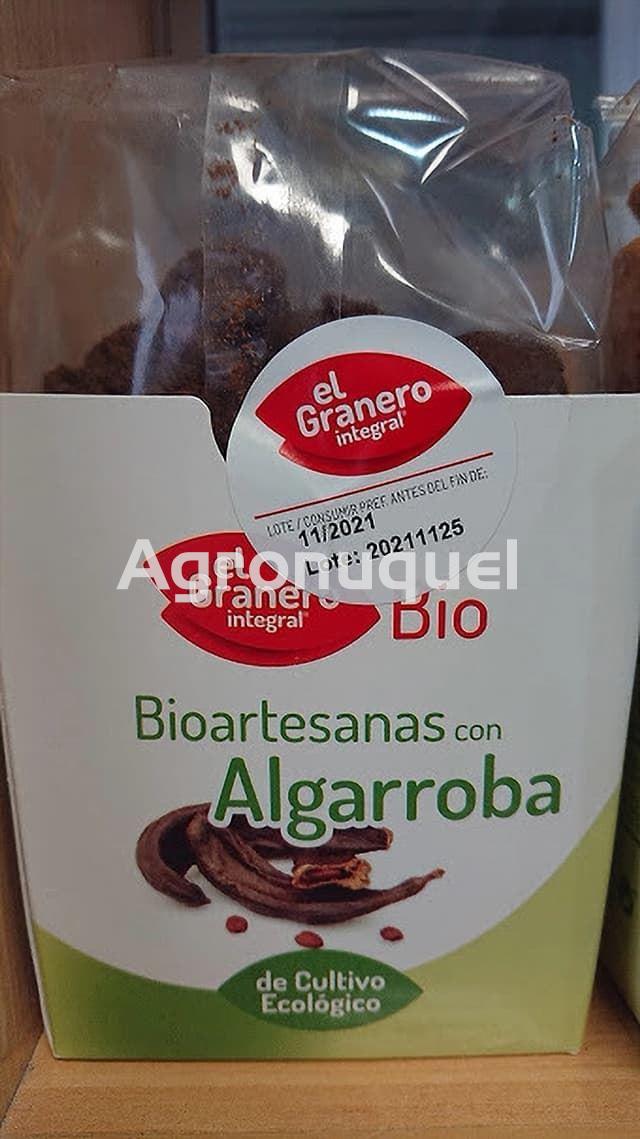 el
Granero
integral®
LOTE / CONSUMIR PREF. ANTES DEL FIN DE:
11/2021
Lote: 20211125
Agronuquel
el
Granero
integral®
Bio
Bioartesanas con
Algarroba
de Cultivo
Ecológico